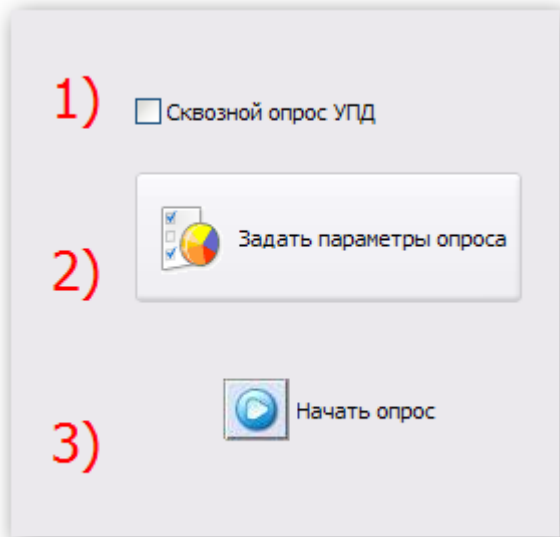 1)
Сквозной опрос УПД
Задать параметры опроса
2)
Начать опрос
3)